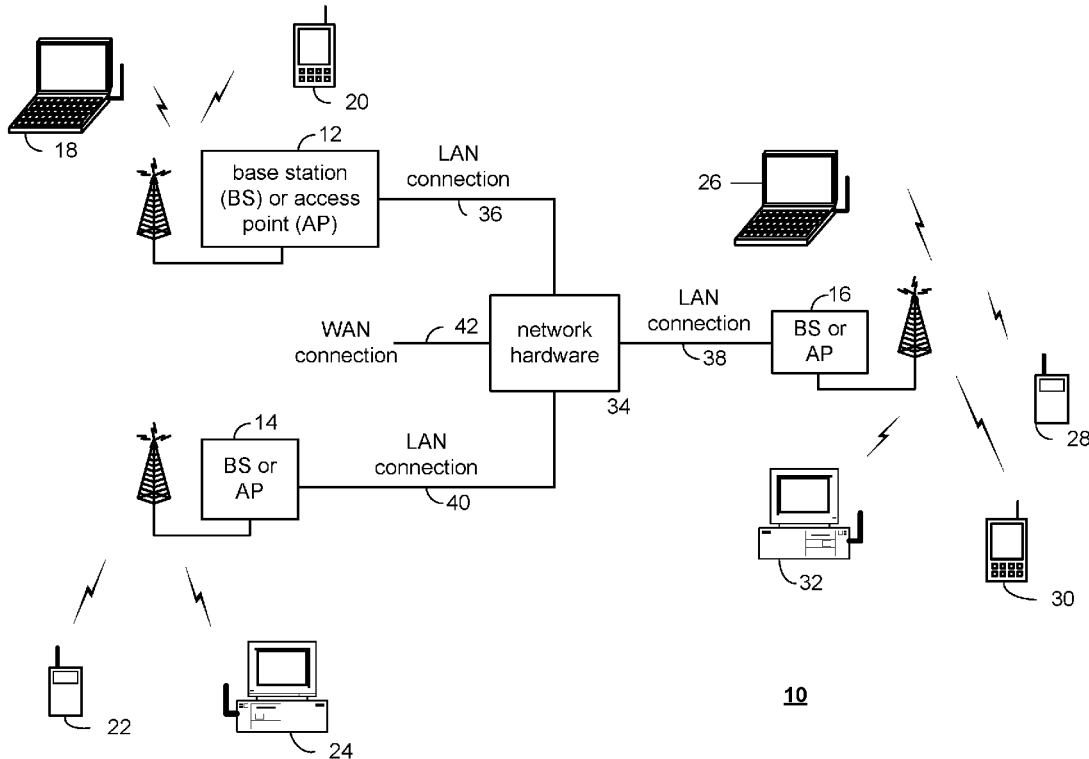 20
18
12
base station
(BS) or access
point (AP)
LAN
connection
36
26
WAN
connection
42
network
hardware
34
LAN
connection
38
16
BS or
AP
28
14
BS or
AP
LAN
connection
40
32
30
22
24
10